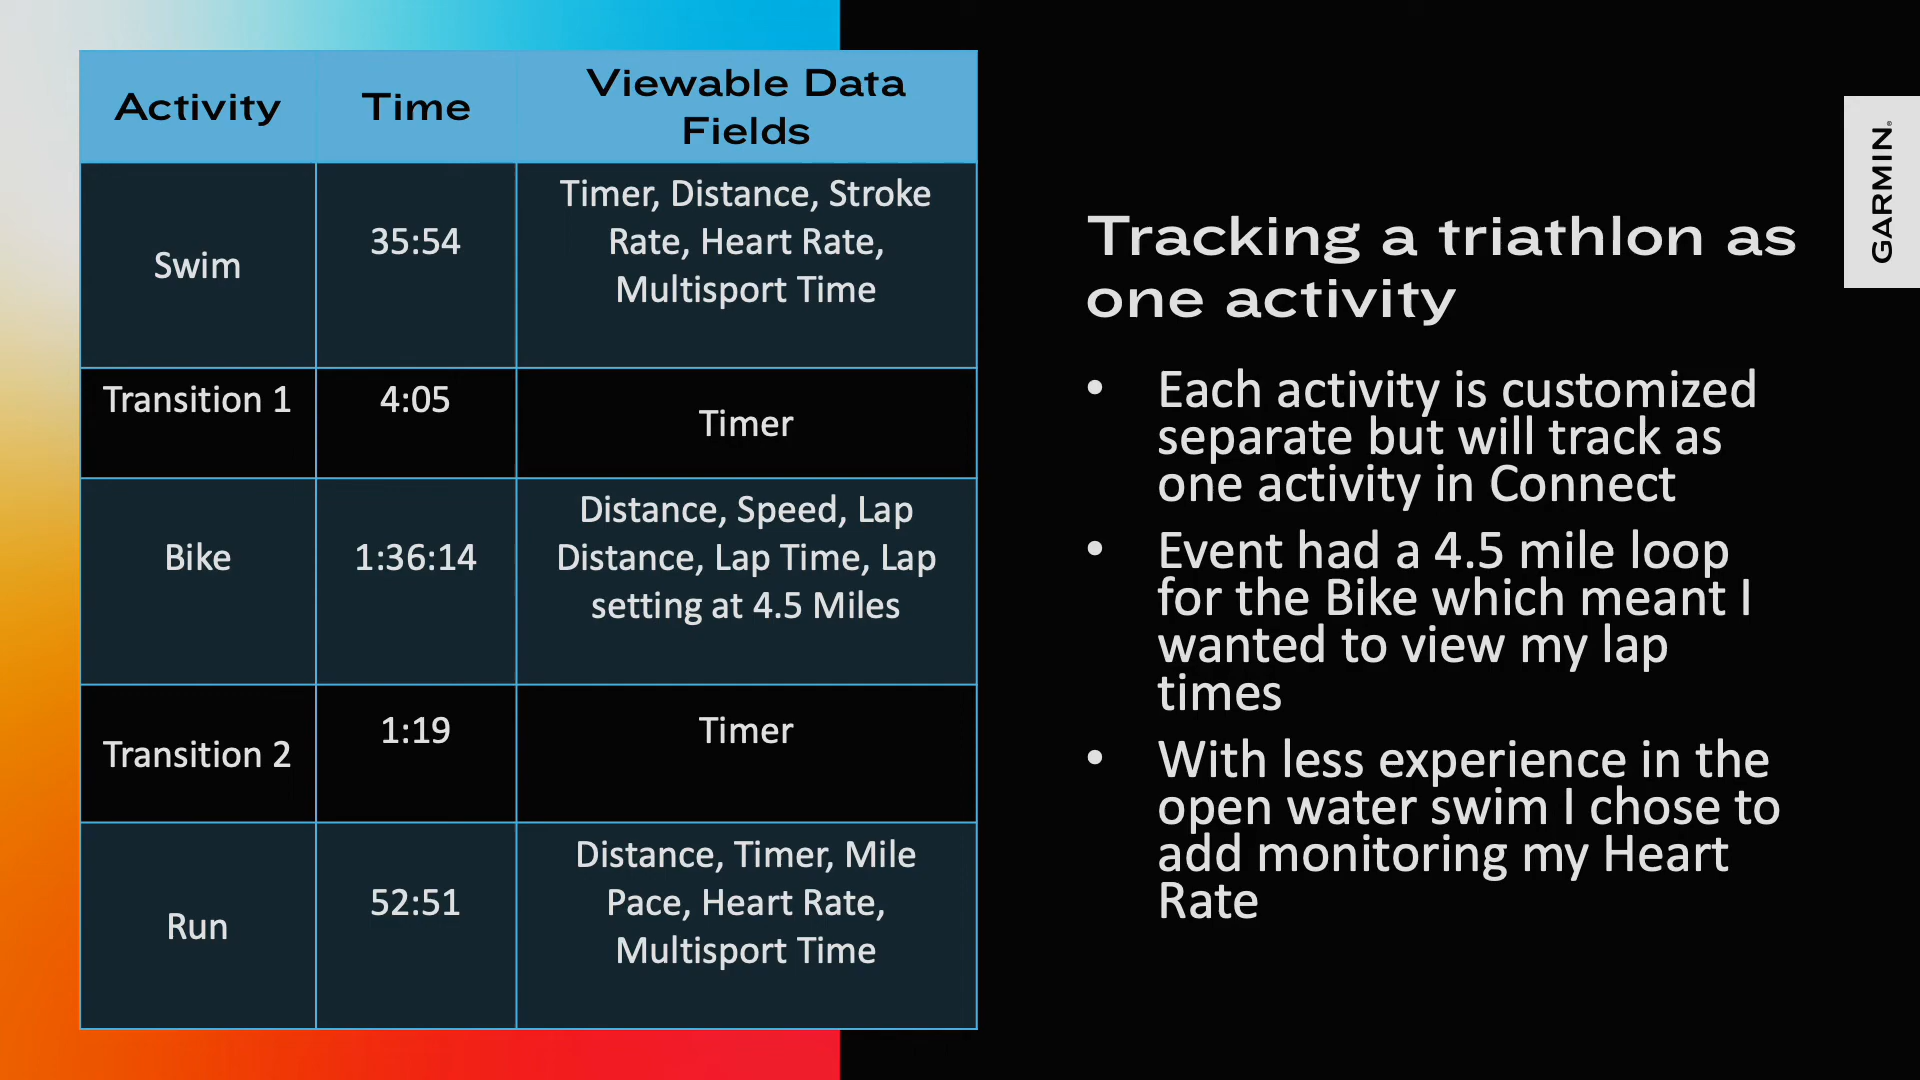 Activity
Time
Viewable Data
Fields
Swim
35:54
Timer, Distance, Stroke
Rate, Heart Rate,
Multisport Time
Transition 1
4:05
Timer
Bike
1:36:14
Distance, Speed, Lap
Distance, Lap Time, Lap
setting at 4.5 Miles
Transition 2
1:19
Timer
Run
52:51
Distance, Timer, Mile
Pace, Heart Rate,
Multisport Time
Tracking a triathlon as
one activity
• Each activity is customized
separate but will track as
one activity in Connect
• Event had a 4.5 mile loop
for the Bike which meant I
wanted to view my lap
times
• With less experience in the
open water swim I chose to
add monitoring my Heart
Rate
GARMIN®